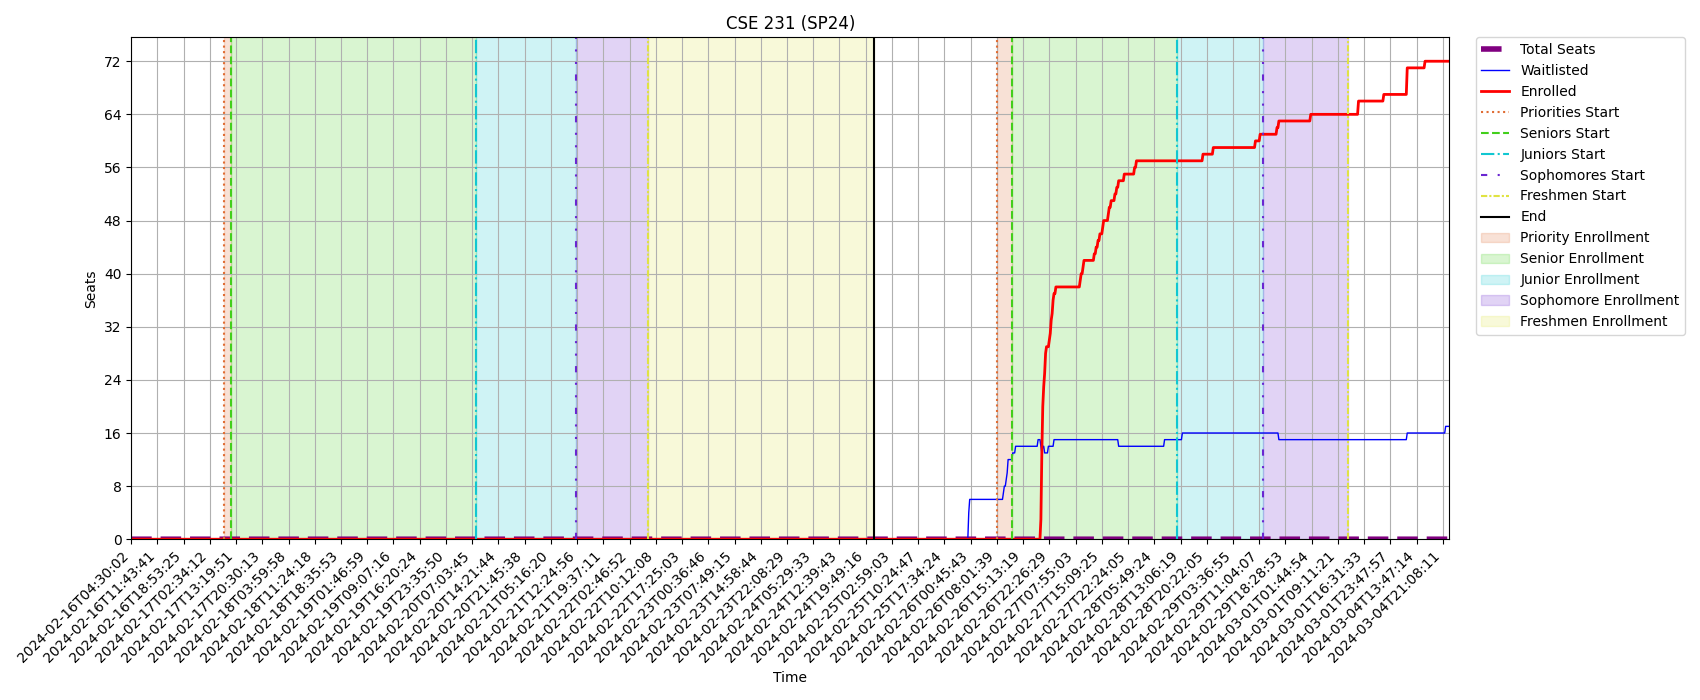 CSE 231 (SP24)
72
64
56
48
40
32
24
16
8
0
Seats
2024-02-16T04:30:02
2024-02-16T11:43:41
2024-02-16T18:53:25
2024-02-17T02:34:12
2024-02-17T13:19:51
2024-02-17T20:30:13
2024-02-18T03:59:58
2024-02-18T11:24:18
2024-02-18T18:35:53
2024-02-19T01:46:59
2024-02-19T09:07:16
2024-02-19T16:20:24
2024-02-19T23:35:50
2024-02-20T07:03:45
2024-02-20T14:21:44
2024-02-20T21:45:38
2024-02-21T05:16:20
2024-02-21T12:24:56
2024-02-21T19:37:11
2024-02-22T02:46:52
2024-02-22T10:12:08
2024-02-22T17:25:03
2024-02-23T00:36:46
2024-02-23T07:49:15
2024-02-23T14:58:44
2024-02-23T22:08:29
2024-02-24T05:29:33
2024-02-24T12:39:43
2024-02-24T19:49:16
2024-02-25T02:59:03
2024-02-25T10:24:47
2024-02-25T17:34:24
2024-02-26T00:45:43
2024-02-26T08:01:39
2024-02-26T15:13:19
2024-02-26T22:26:29
2024-02-27T07:55:03
2024-02-27T15:09:25
2024-02-27T22:24:05
2024-02-28T05:49:24
2024-02-28T13:06:19
2024-02-28T20:22:05
2024-02-29T03:36:55
2024-02-29T11:04:07
2024-02-29T18:28:53
2024-03-01T01:44:54
2024-03-01T09:11:21
2024-03-01T16:31:33
2024-03-01T23:47:57
2024-03-04T13:47:14
2024-03-04T21:08:11
Time
Total Seats
Waitlisted
Enrolled
Priorities Start
Seniors Start
Juniors Start
Sophomores Start
Freshmen Start
End
Priority Enrollment
Senior Enrollment
Junior Enrollment
Sophomore Enrollment
Freshmen Enrollment